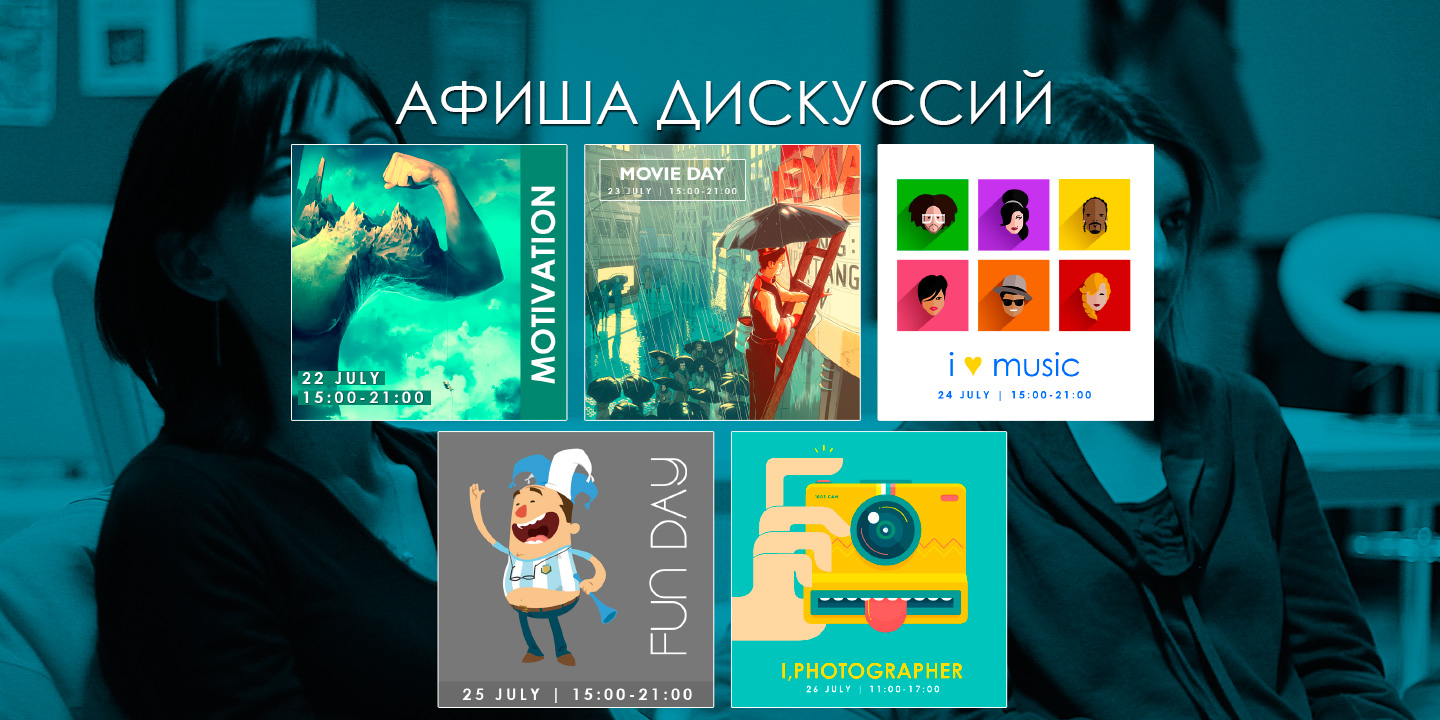 АФИША ДИСКУССИЙ
MOTIVATION
22 JULY
15:00-21:00
MOVIE DAY
23 JULY | 15:00-21:00
i ♥ music
24 JULY | 15:00-21:00
FUN DAY
25 JULY | 15:00-21:00
I,PHOTOGRAPHER
26 JULY | 11:00-17:00